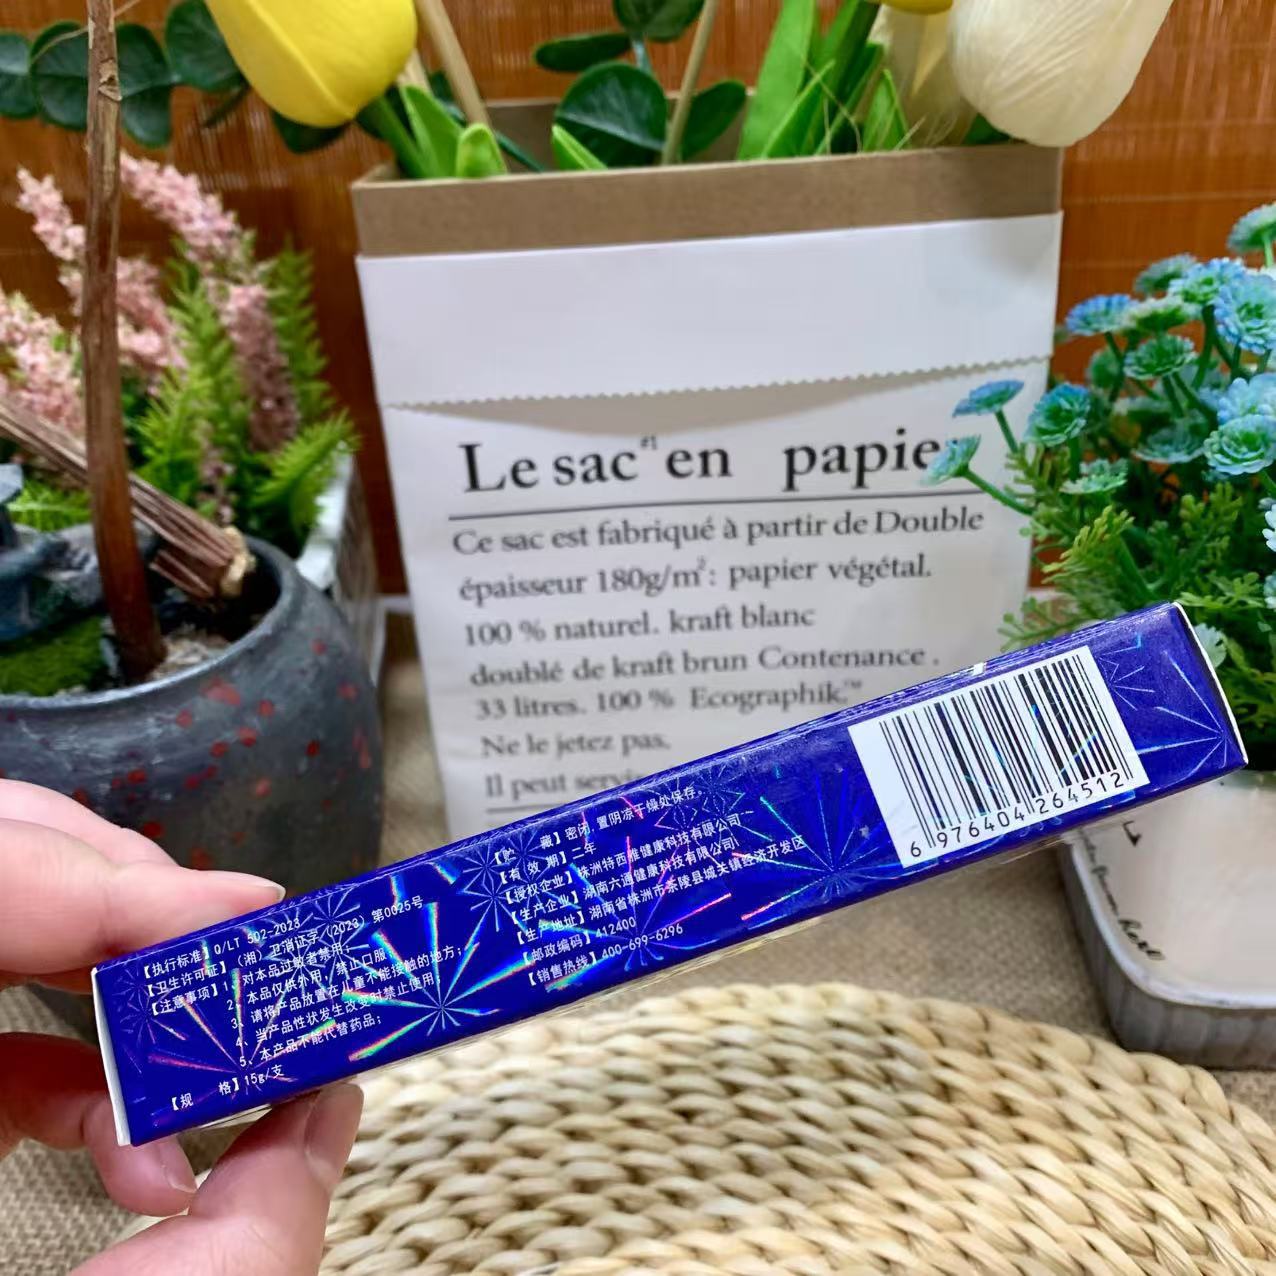 Le sac #1 en papie
Ce sac est fabriqué à partir de Double
épaisseur 180g/m²: papier végétal.
100 % naturel. kraft blanc
doublé de kraft brun Contenance .
33 litres. 100 % Ecographik.™
Ne le jetez pas.
Il peut servi
【执行标准】Q/LT 502-2023
【卫生许可证】(湘)卫消证字(2023)第0025号
【注意事项】1、对本品过敏者禁用;
2、本品仅供外用,禁止口服
3、请将产品放置在儿童不能接触的地方;
4、当产品性状发生改变时禁止使用
5、本产品不能代替药品;
【规 格】15g/支
【贮 藏】密闭,置阴凉干燥处保存。
【有 效 期】二年
【授权企业】株洲特西雅健康科技有限公司
【生产企业】湖南六通健康科技有限公司
【生产地址】湖南省株洲市茶陵县城关镇经济开发区
【邮政编码】412400
【销售热线】400-699-6296
6 976404 264512